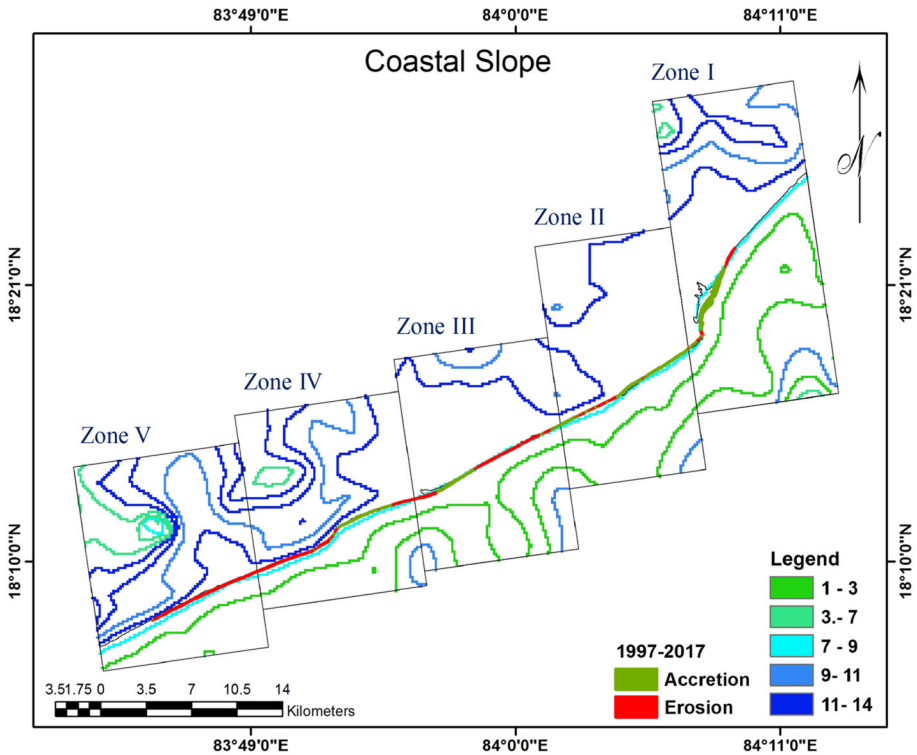 83°49'0"E 84°0'0"E 84°11'0"E
Coastal Slope
Zone I
N
Zone II
18°21'0"N 18°21'0"N
Zone III
Zone IV
Zone V
18°10'0"N 18°10'0"N
Legend
1 - 3
3.- 7
7 - 9
9- 11
11- 14
1997-2017
Accretion
Erosion
3.51.75 0 3.5 7 10.5 14
Kilometers
83°49'0"E 84°0'0"E 84°11'0"E